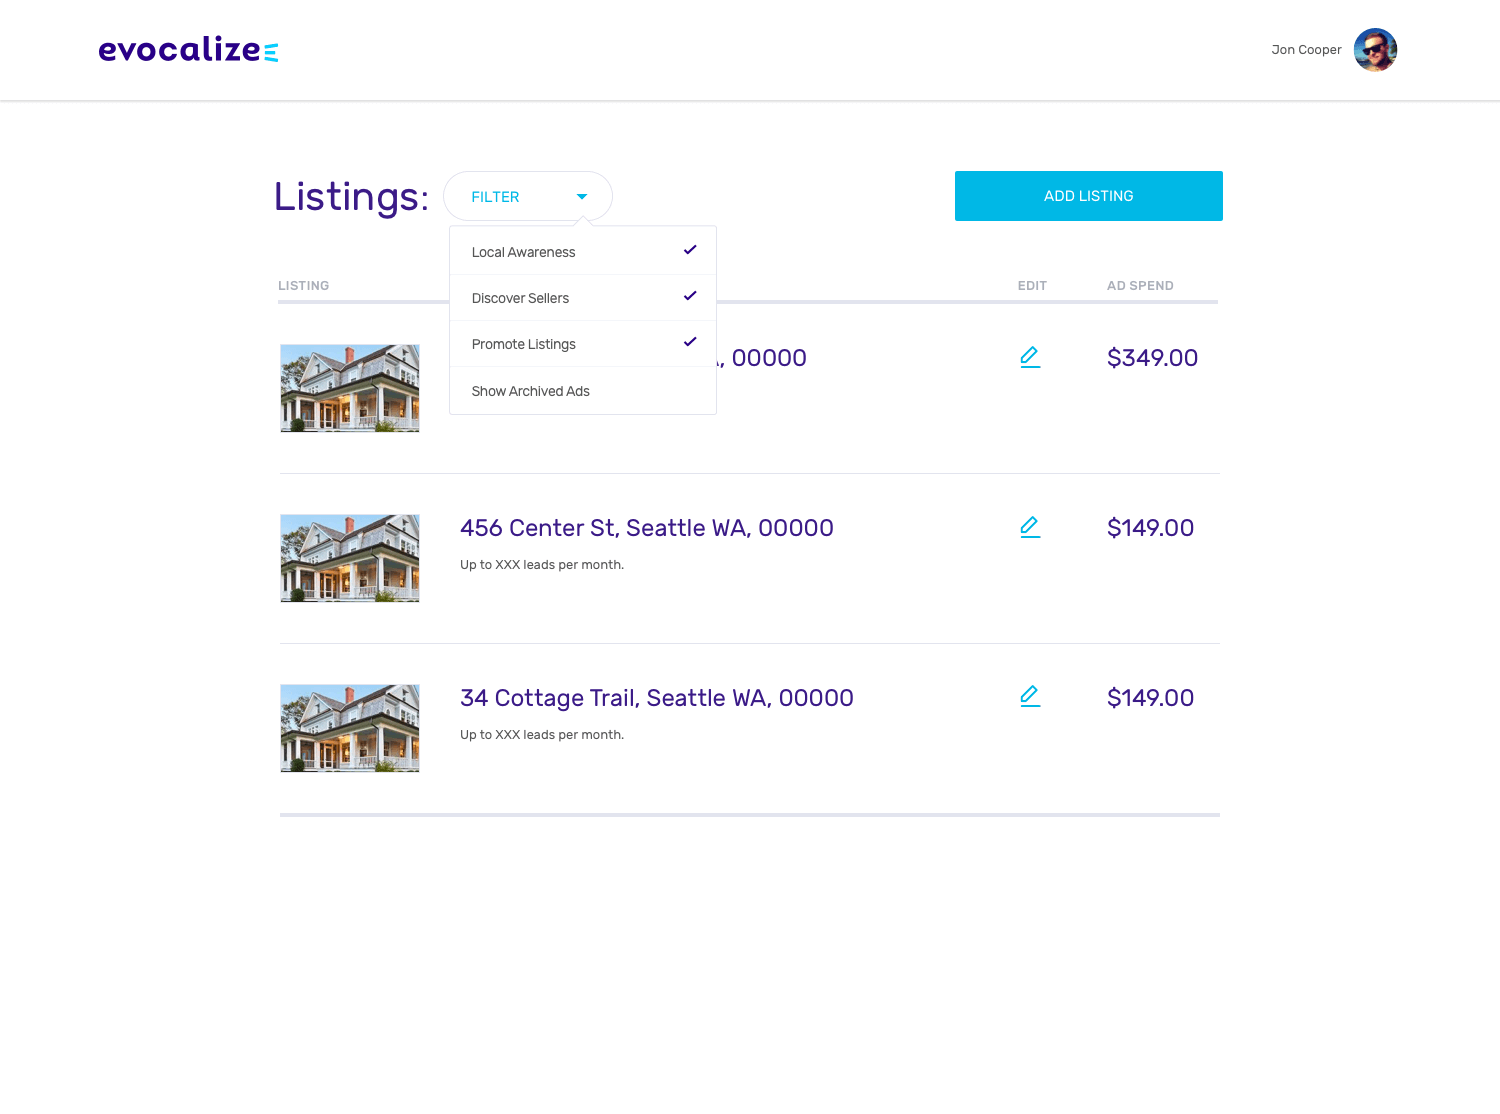 evocalize
Jon Cooper
Listings:
FILTER
ADD LISTING
Local Awareness
Discover Sellers
Promote Listings
Show Archived Ads
LISTING
EDIT
AD SPEND
, 00000
$349.00
456 Center St, Seattle WA, 00000
$149.00
Up to XXX leads per month.
34 Cottage Trail, Seattle WA, 00000
$149.00
Up to XXX leads per month.